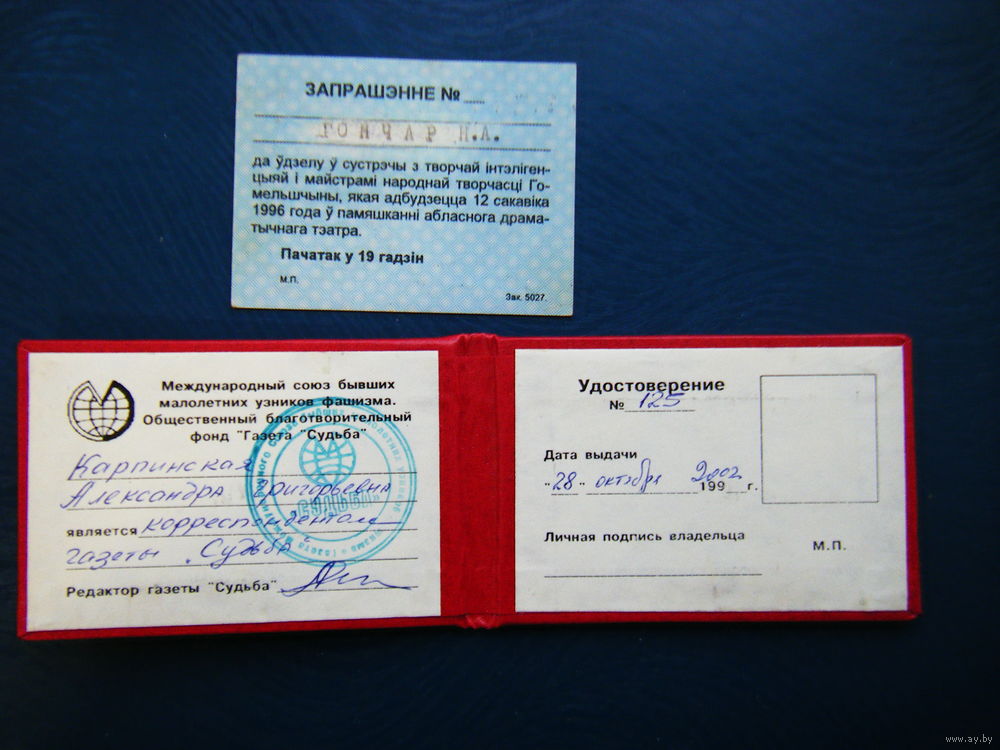 ЗАПРАШЭННЕ №
ГОНЧАР Н.А.
да ўдзелу ў сустрэчы з творчай інтэліген-
цыяй і майстрамі народнай творчасці Го-
мельшчыны, якая адбудзецца 12 сакавіка
1996 года ў памяшканні абласнога драма-
тычнага тэатра.
Пачатак у 19 гадзін
м.п.
Зак. 5027.
Международный союз бывших
малолетних узников фашизма.
Общественный благотворительный
фонд "Газета "Судьба"
Карпинская
Александра Григорьевна
является корреспондентом
газеты "Судьба"
Редактор газеты "Судьба"
«СУДЬБА»
Удостоверение
№ 125
Дата выдачи
"28" октября 2002 199 г.
Личная подпись владельца
М.П.
www.ay.by